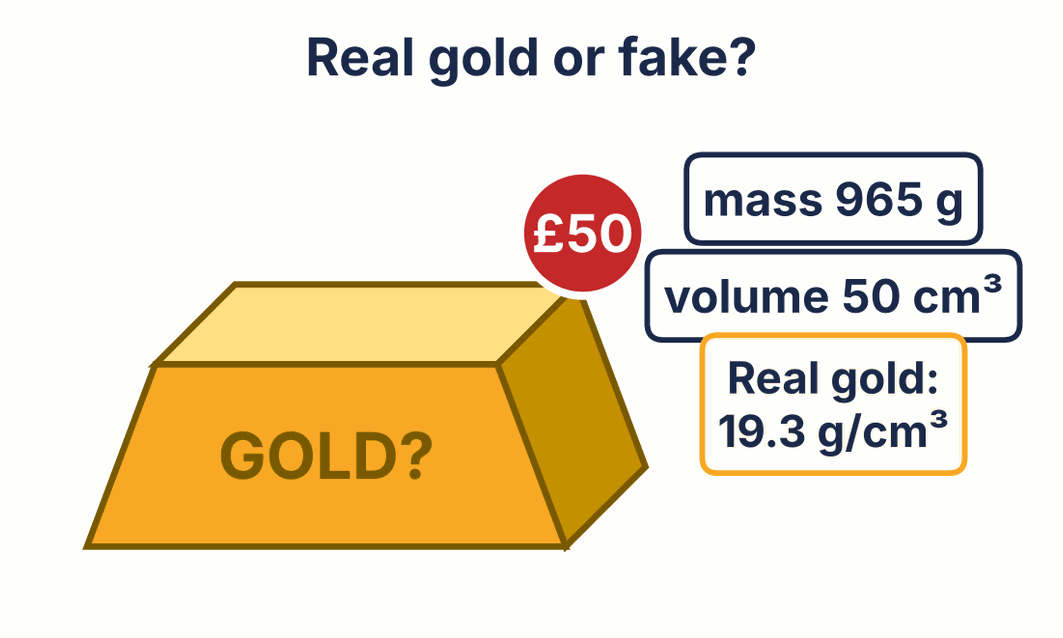 Real gold or fake?
£50
mass 965 g
volume 50 cm³
Real gold:
19.3 g/cm³
GOLD?